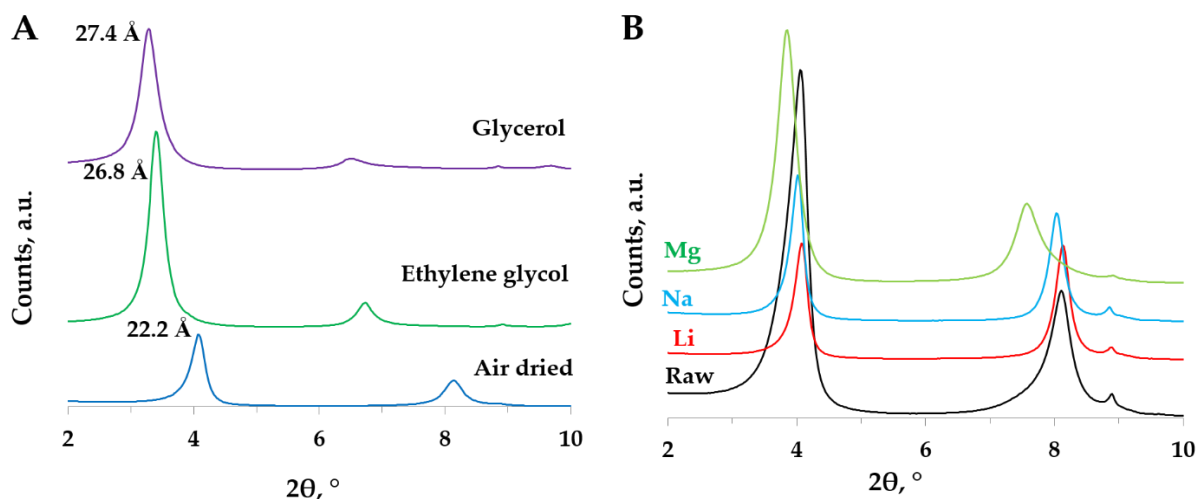 A
27.4 Å
Glycerol
26.8 Å
Ethylene glycol
22.2 Å
Air dried
Counts, a.u.
2 4 6 8 10
2θ, °
B
Mg
Na
Li
Raw
Counts, a.u.
2 4 6 8 10
2θ, °